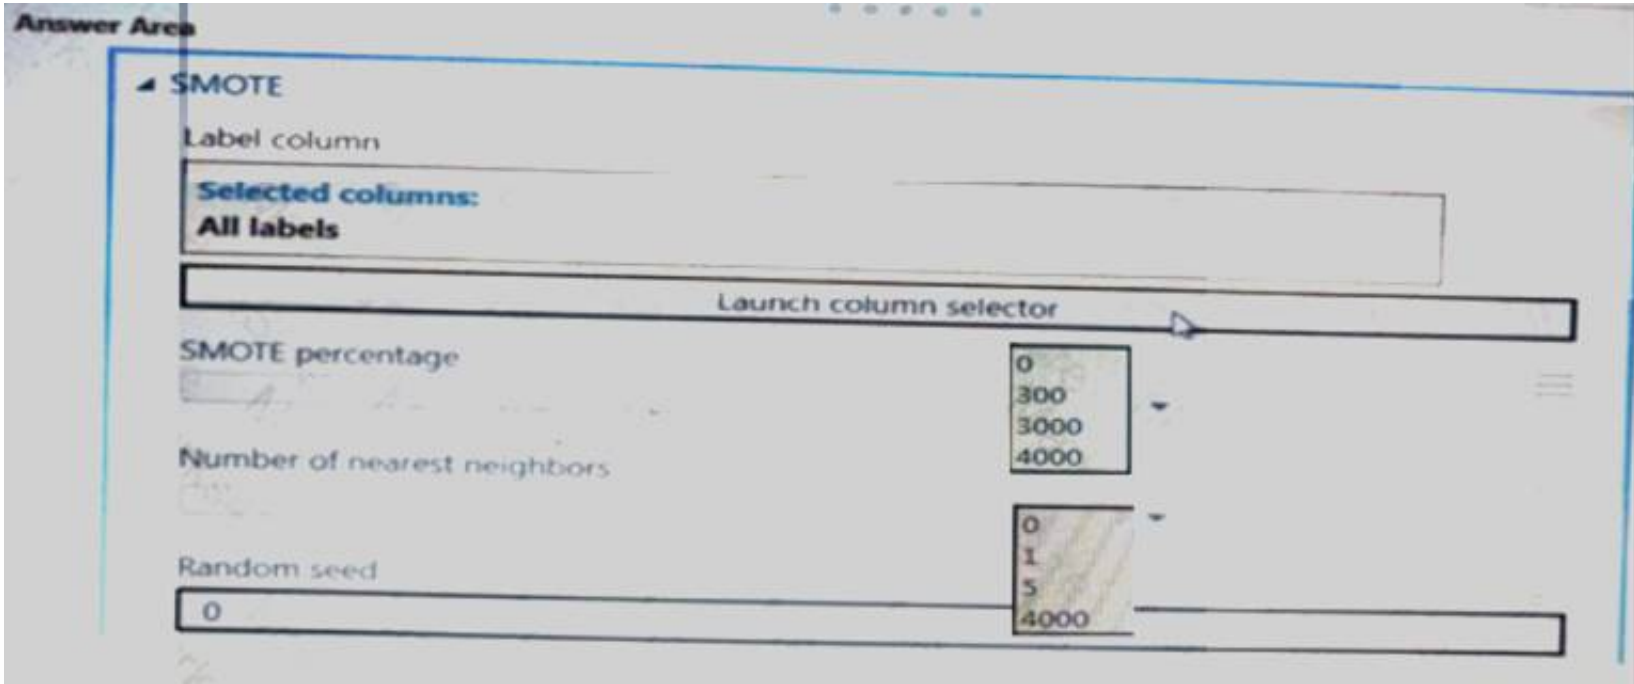 Answer Area
SMOTE
Label column
Selected columns:
All labels
Launch column selector
SMOTE percentage
0
300
3000
4000
Number of nearest neighbors
0
1
5
4000
Random seed
0